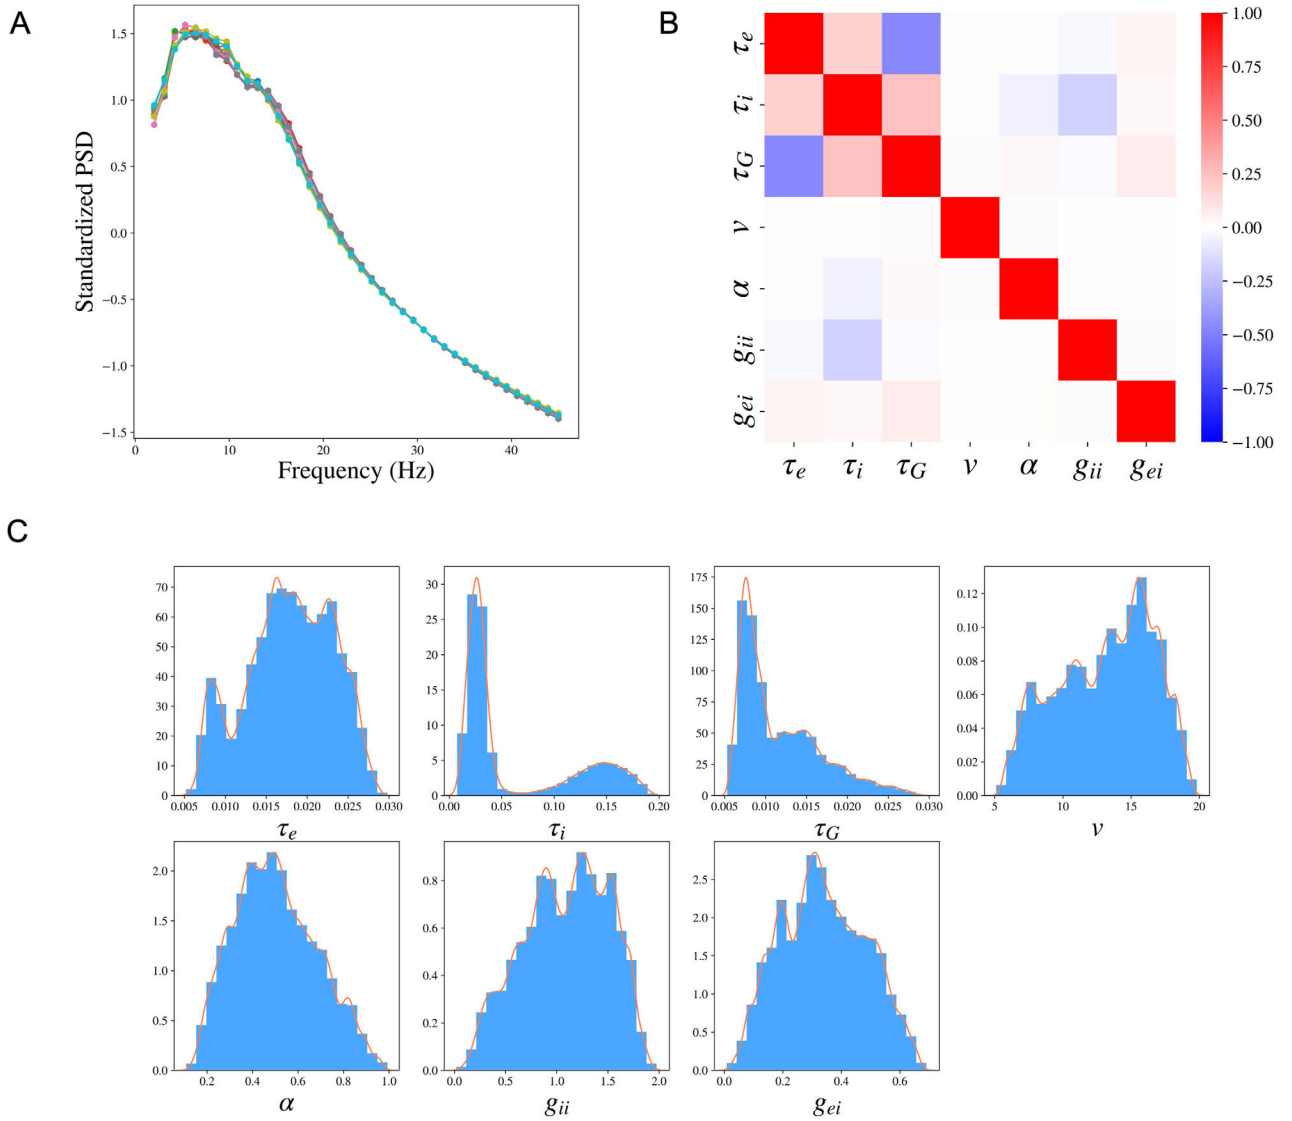 A
1.5
1.0
0.5
0.0
−0.5
−1.0
−1.5
Standardized PSD
0 10 20 30 40
Frequency (Hz)
B
τe
τi
τG
v
α
gii
gei
τe τi τG v α gii gei
1.00
0.75
0.50
0.25
0.00
−0.25
−0.50
−0.75
−1.00
C
70
60
50
40
30
20
10
0
0.005 0.010 0.015 0.020 0.025 0.030
τe
30
25
20
15
10
5
0
0.00 0.05 0.10 0.15 0.20
τi
175
150
125
100
75
50
25
0
0.005 0.010 0.015 0.020 0.025 0.030
τG
0.12
0.10
0.08
0.06
0.04
0.02
0.00
5 10 15 20
v
2.0
1.5
1.0
0.5
0.0
0.2 0.4 0.6 0.8 1.0
α
0.8
0.6
0.4
0.2
0.0
0.0 0.5 1.0 1.5 2.0
gii
2.5
2.0
1.5
1.0
0.5
0.0
0.0 0.2 0.4 0.6
gei